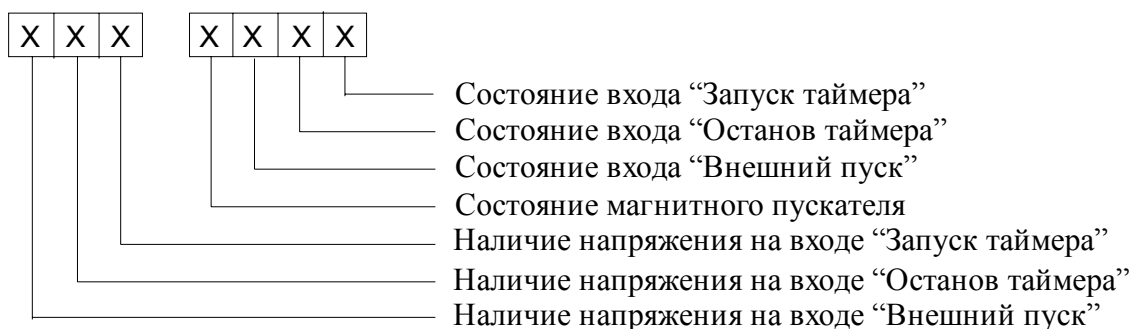 X X X X X X X
Состояние входа “Запуск таймера”
Состояние входа “Останов таймера”
Состояние входа “Внешний пуск”
Состояние магнитного пускателя
Наличие напряжения на входе “Запуск таймера”
Наличие напряжения на входе “Останов таймера”
Наличие напряжения на входе “Внешний пуск”